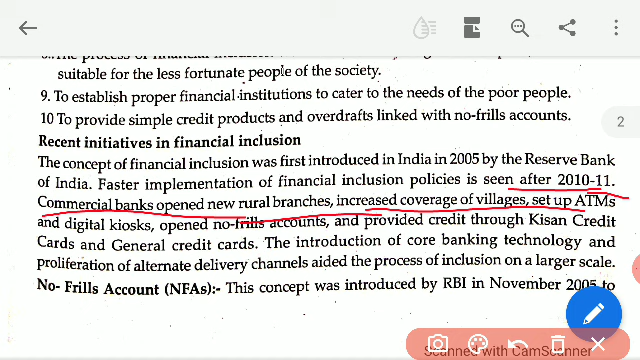 suitable for the less fortunate people of the society.
9. To establish proper financial institutions to cater to the needs of the poor people.
10 To provide simple credit products and overdrafts linked with no-frills accounts.
2
Recent initiatives in financial inclusion
The concept of financial inclusion was first introduced in India in 2005 by the Reserve Bank
of India. Faster implementation of financial inclusion policies is seen after 2010-11.
Commercial banks opened new rural branches, increased coverage of villages, set up ATMs
and digital kiosks, opened no-frills accounts, and provided credit through Kisan Credit
Cards and General credit cards. The introduction of core banking technology and
proliferation of alternate delivery channels aided the process of inclusion on a larger scale.
No- Frills Account (NFAs):- This concept was introduced by RBI in November 2005 to
Scanned with CamScanner